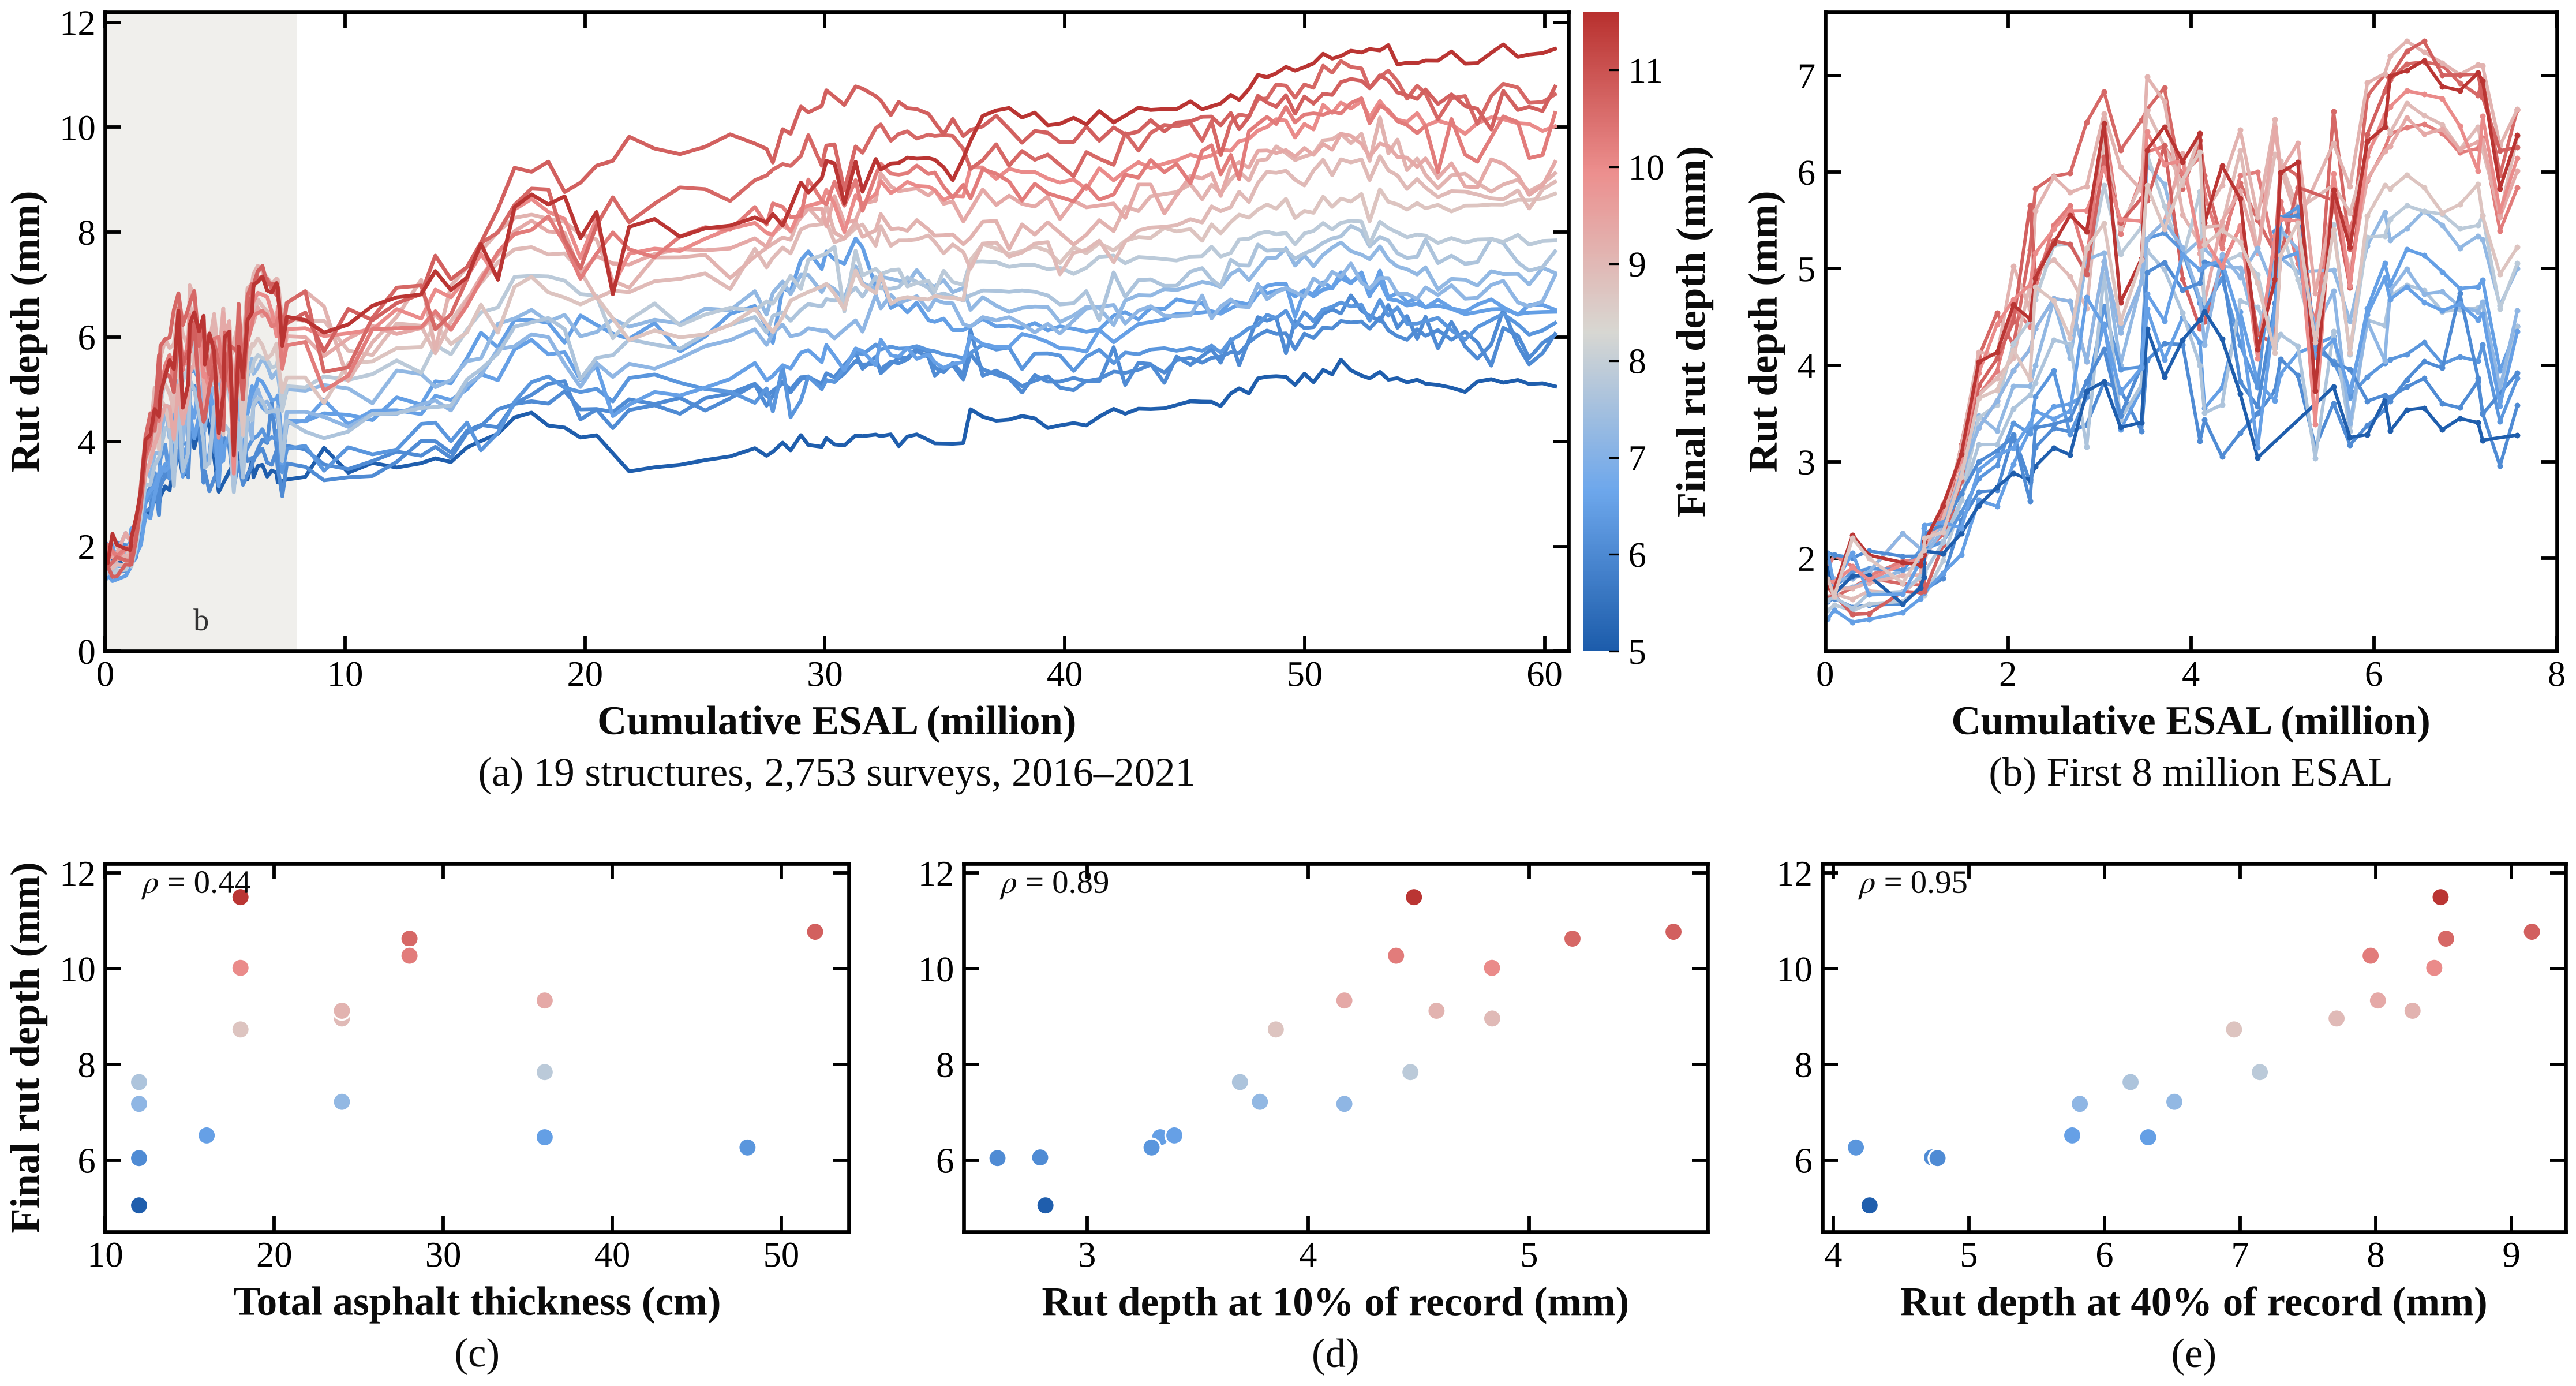 12
10
8
6
4
2
0
Rut depth (mm)
b
0 10 20 30 40 50 60
Cumulative ESAL (million)
(a) 19 structures, 2,753 surveys, 2016–2021
11
10
9
8
7
6
5
Final rut depth (mm)
7
6
5
4
3
2
Rut depth (mm)
0 2 4 6 8
Cumulative ESAL (million)
(b) First 8 million ESAL
12
10
8
6
Final rut depth (mm)
ρ = 0.44
10 20 30 40 50
Total asphalt thickness (cm)
(c)
12
10
8
6
ρ = 0.89
3 4 5
Rut depth at 10% of record (mm)
(d)
12
10
8
6
ρ = 0.95
4 5 6 7 8 9
Rut depth at 40% of record (mm)
(e)